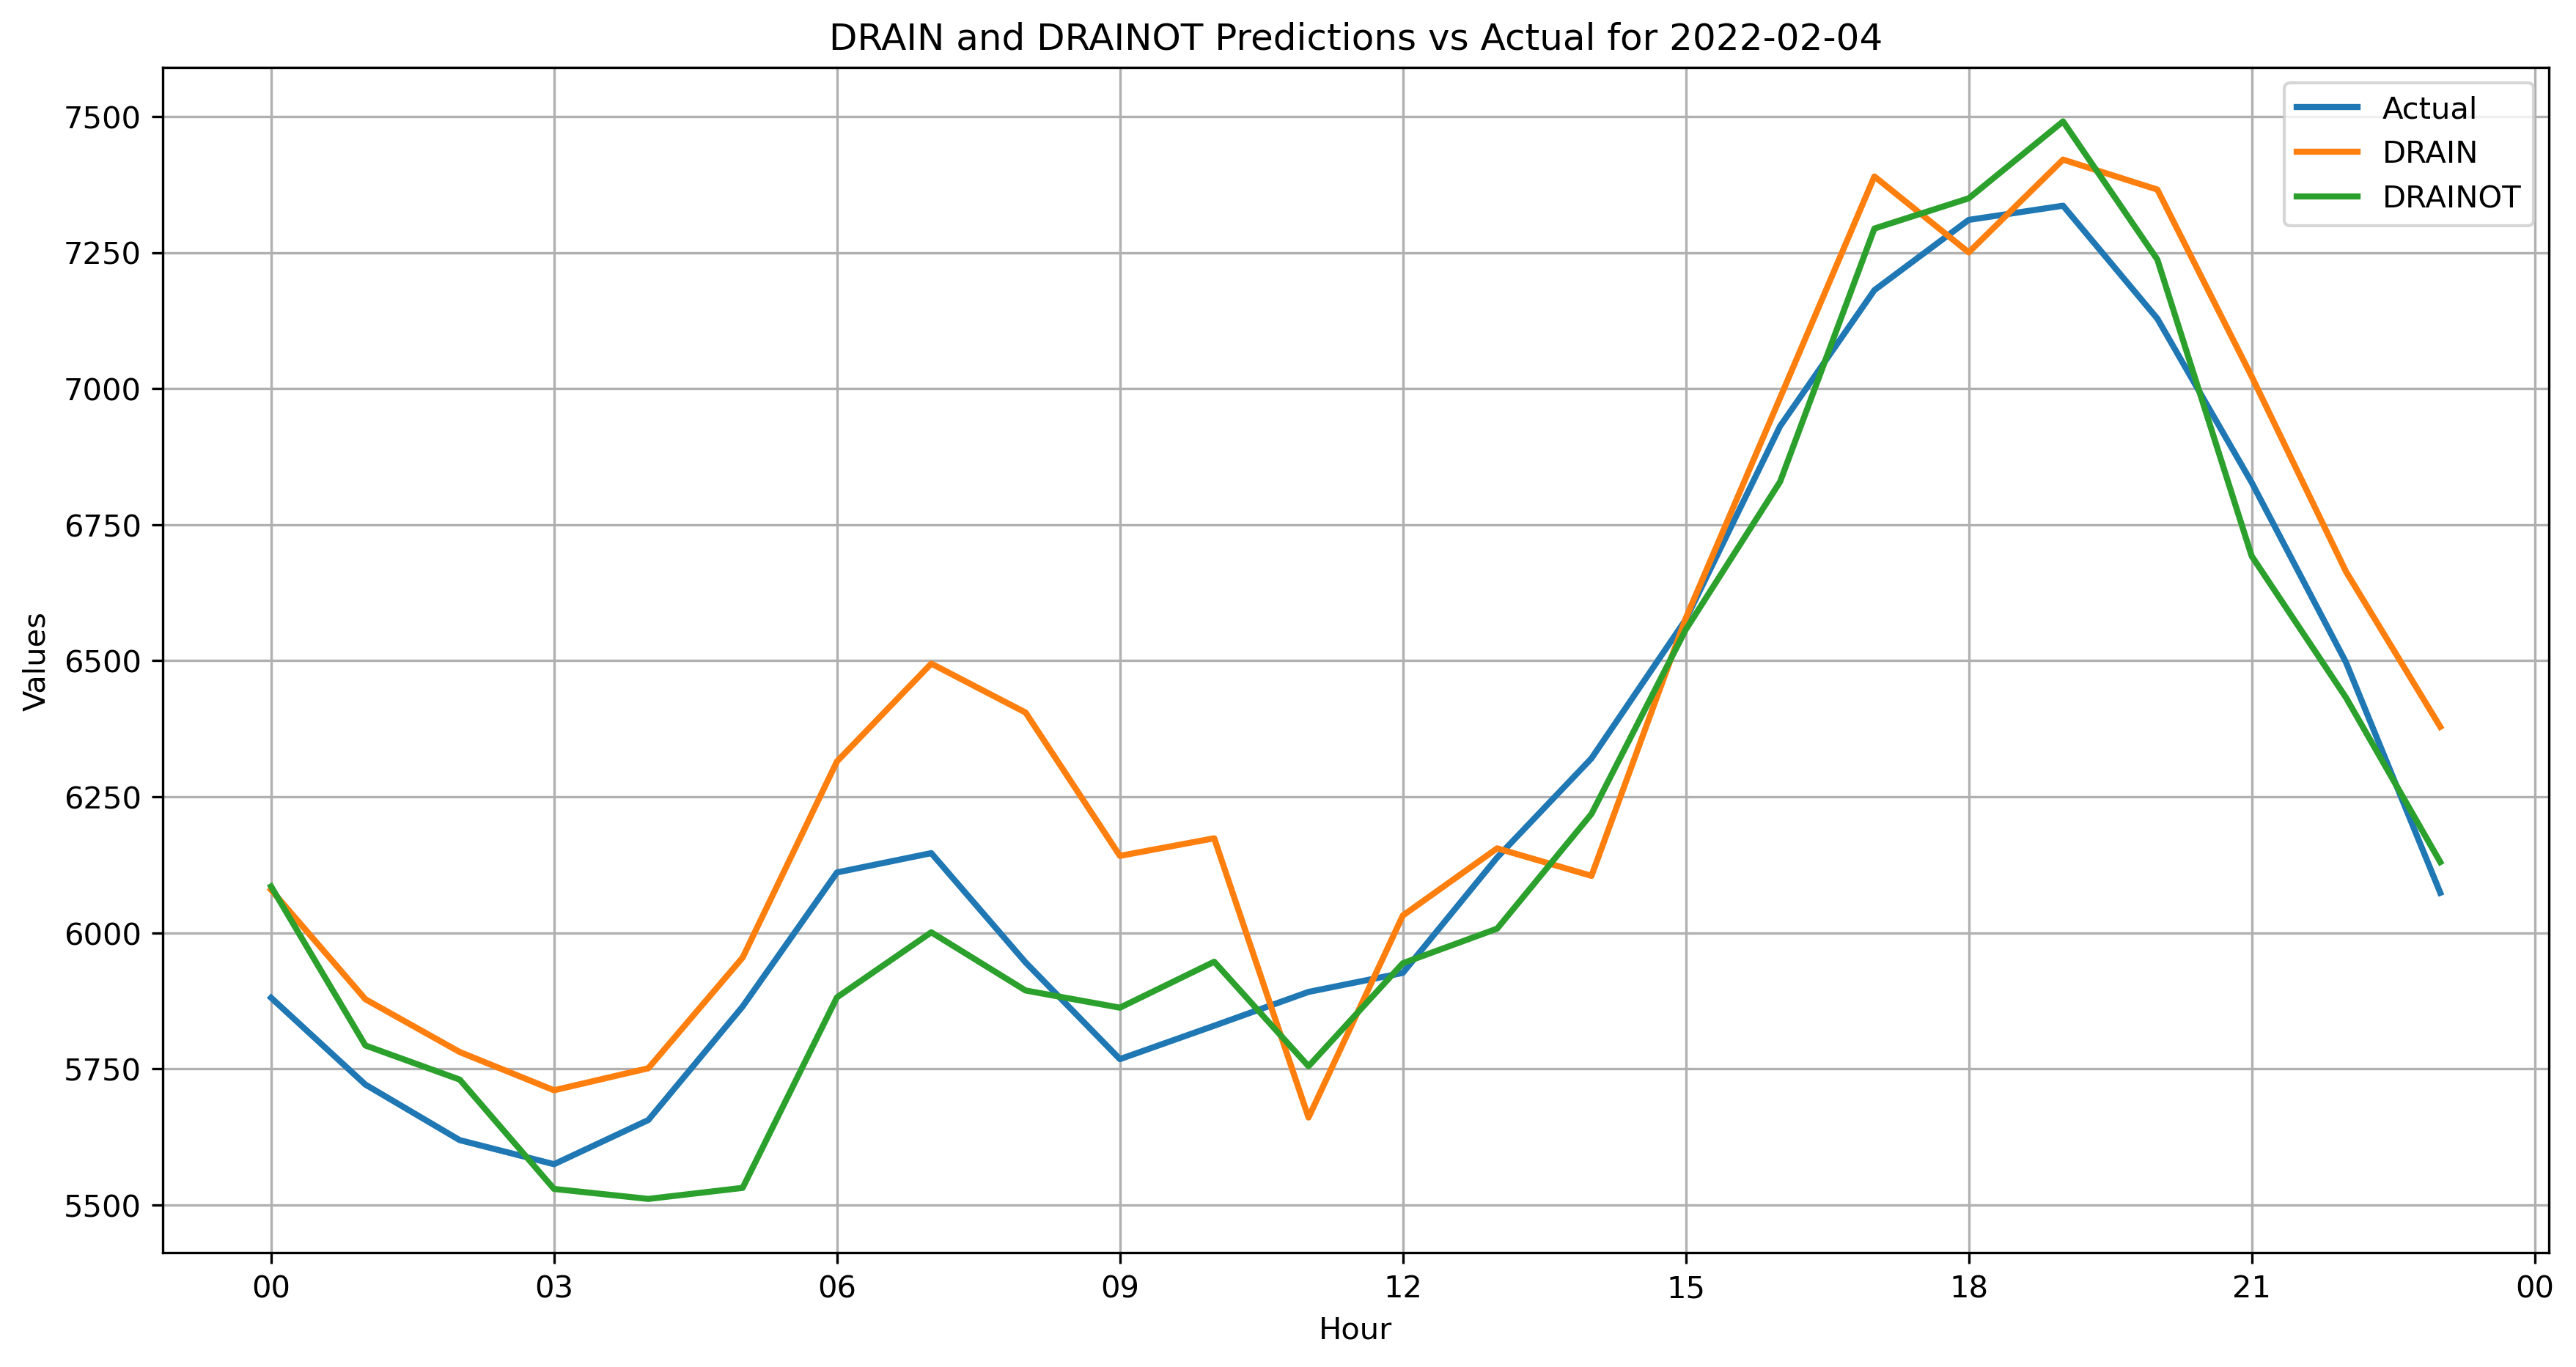 DRAIN and DRAINOT Predictions vs Actual for 2022-02-04
Actual
DRAIN
DRAINOT
7500
7250
7000
6750
6500
6250
6000
5750
5500
Values
00 03 06 09 12 15 18 21 00
Hour